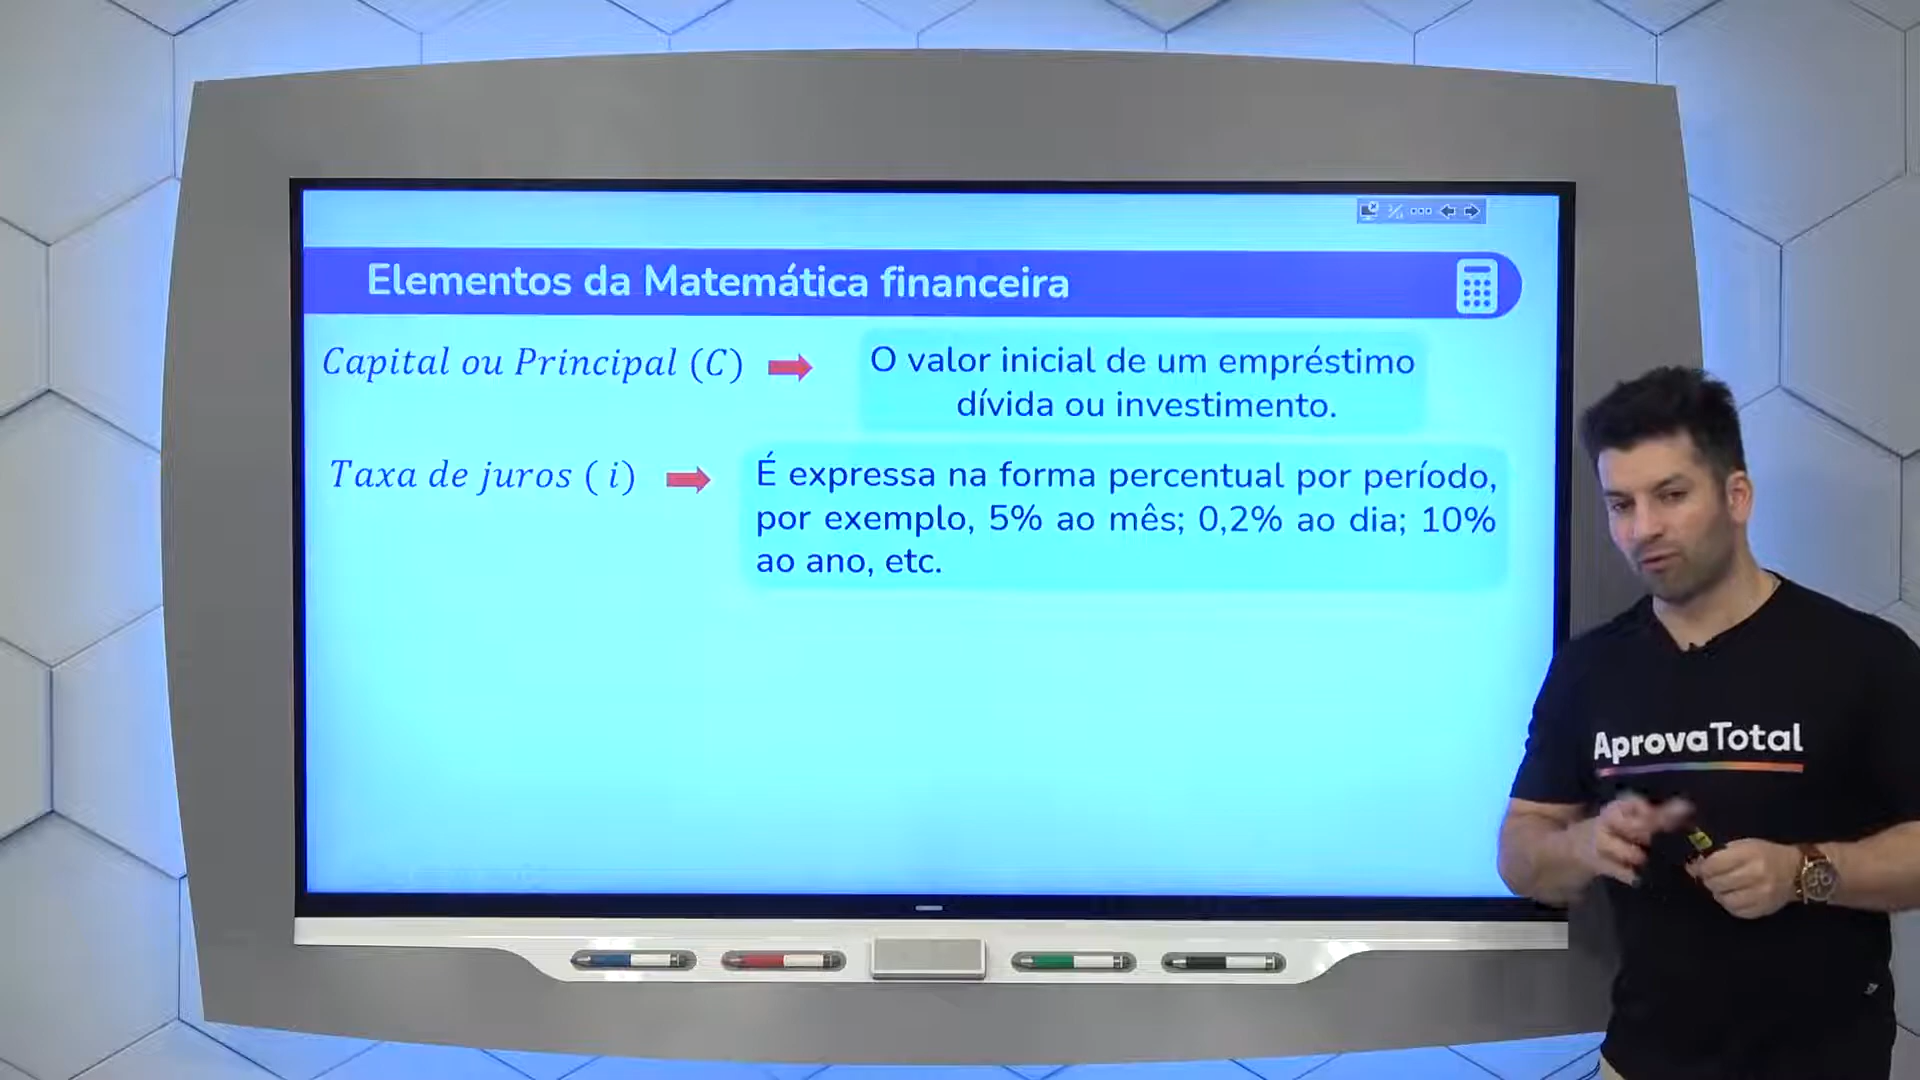 Elementos da Matemática financeira
Capital ou Principal (C)
O valor inicial de um empréstimo
dívida ou investimento.
Taxa de juros ( i)
É expressa na forma percentual por período,
por exemplo, 5% ao mês; 0,2% ao dia; 10%
ao ano, etc.
AprovaTotal